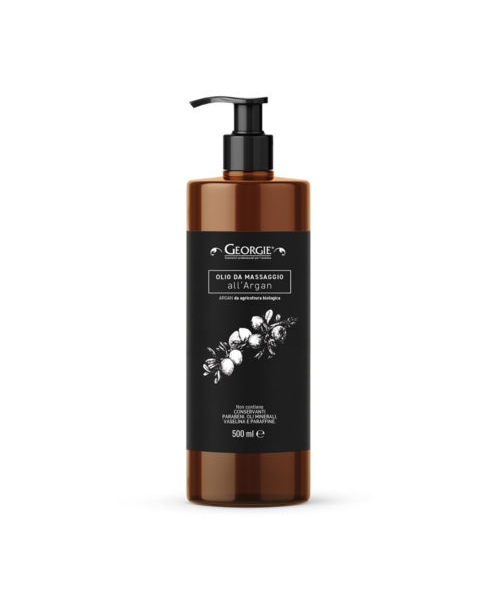 GEORGIE
OLIO DA MASSAGGIO
all'Argan
ARGAN da agricoltura biologica
Non contiene
CONSERVANTI
PARABENI, OLI MINERALI,
VASELINA E PARAFFINE.
500 ml ℮